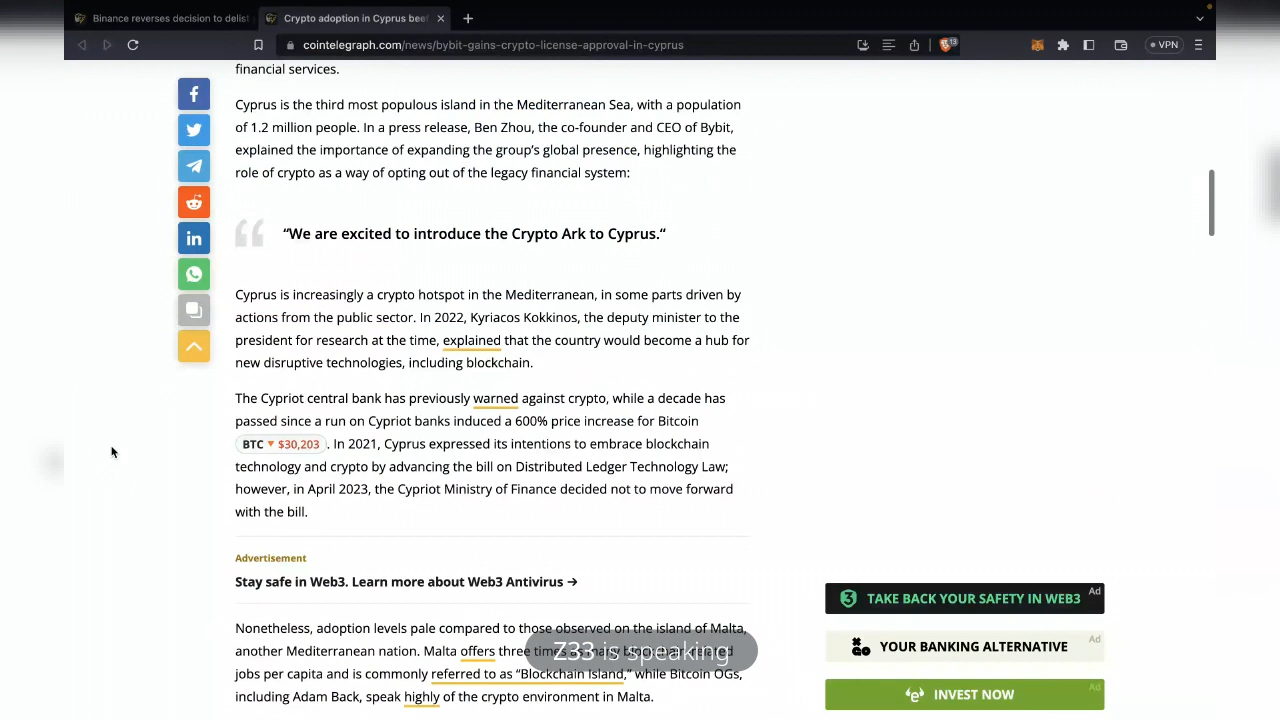 Binance reverses decision to delist
Crypto adoption in Cyprus beef
cointelegraph.com/news/bybit-gains-crypto-license-approval-in-cyprus
13
VPN
financial services.
Cyprus is the third most populous island in the Mediterranean Sea, with a population
of 1.2 million people. In a press release, Ben Zhou, the co-founder and CEO of Bybit,
explained the importance of expanding the group’s global presence, highlighting the
role of crypto as a way of opting out of the legacy financial system:
“We are excited to introduce the Crypto Ark to Cyprus.“
Cyprus is increasingly a crypto hotspot in the Mediterranean, in some parts driven by
actions from the public sector. In 2022, Kyriacos Kokkinos, the deputy minister to the
president for research at the time, explained that the country would become a hub for
new disruptive technologies, including blockchain.
The Cypriot central bank has previously warned against crypto, while a decade has
passed since a run on Cypriot banks induced a 600% price increase for Bitcoin
BTC ▼ $30,203 . In 2021, Cyprus expressed its intentions to embrace blockchain
technology and crypto by advancing the bill on Distributed Ledger Technology Law;
however, in April 2023, the Cypriot Ministry of Finance decided not to move forward
with the bill.
Advertisement
Stay safe in Web3. Learn more about Web3 Antivirus →
Nonetheless, adoption levels pale compared to those observed on the island of Malta,
another Mediterranean nation. Malta offers three times as many
jobs per capita and is commonly referred to as “Blockchain Island,” while Bitcoin OGs,
including Adam Back, speak highly of the crypto environment in Malta.
Z33 is speaking
TAKE BACK YOUR SAFETY IN WEB3
Ad
YOUR BANKING ALTERNATIVE
Ad
INVEST NOW
Ad